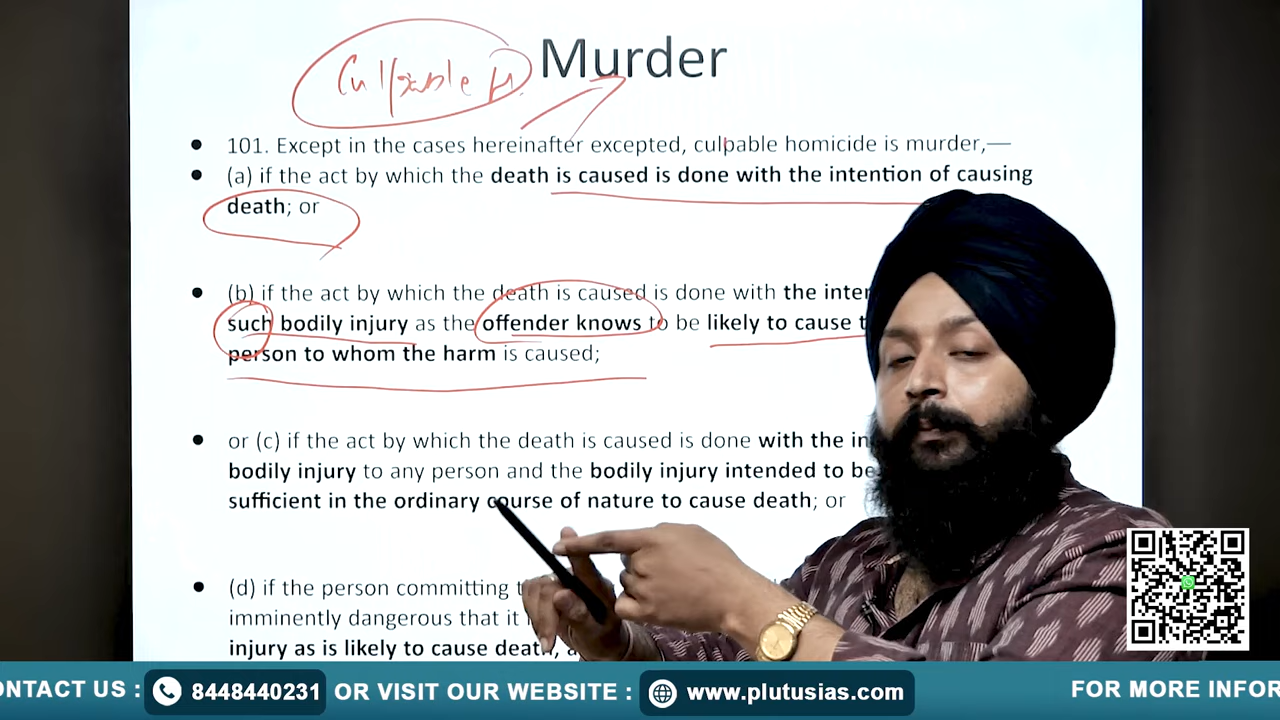 Culpable H. Murder
• 101. Except in the cases hereinafter excepted, culpable homicide is murder,—
• (a) if the act by which the death is caused is done with the intention of causing
death; or
• (b) if the act by which the death is caused is done with the
such bodily injury as the offender knows to be likely to cause
person to whom the harm is caused;
• or (c) if the act by which the death is caused is done with the
bodily injury to any person and the bodily injury intended to be
sufficient in the ordinary course of nature to cause death; or
• (d) if the person committing
imminently dangerous that it
injury as is likely to cause death,
CONTACT US : 8448440231 OR VISIT OUR WEBSITE : www.plutusias.com FOR MORE